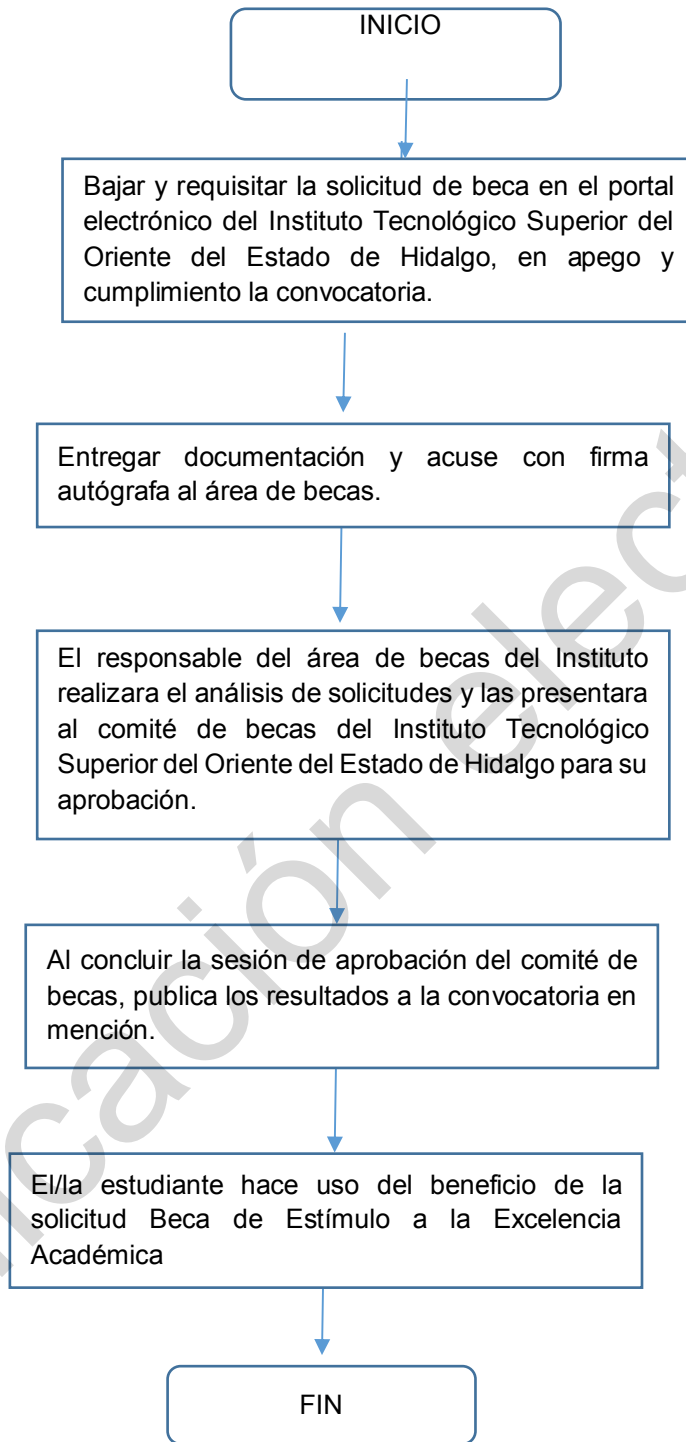 INICIO
Bajar y requisitar la solicitud de beca en el portal
electrónico del Instituto Tecnológico Superior del
Oriente del Estado de Hidalgo, en apego y
cumplimiento la convocatoria.
Entregar documentación y acuse con firma
autógrafa al área de becas.
El responsable del área de becas del Instituto
realizara el análisis de solicitudes y las presentara
al comité de becas del Instituto Tecnológico
Superior del Oriente del Estado de Hidalgo para su
aprobación.
Al concluir la sesión de aprobación del comité de
becas, publica los resultados a la convocatoria en
mención.
El/la estudiante hace uso del beneficio de la
solicitud Beca de Estímulo a la Excelencia
Académica
FIN